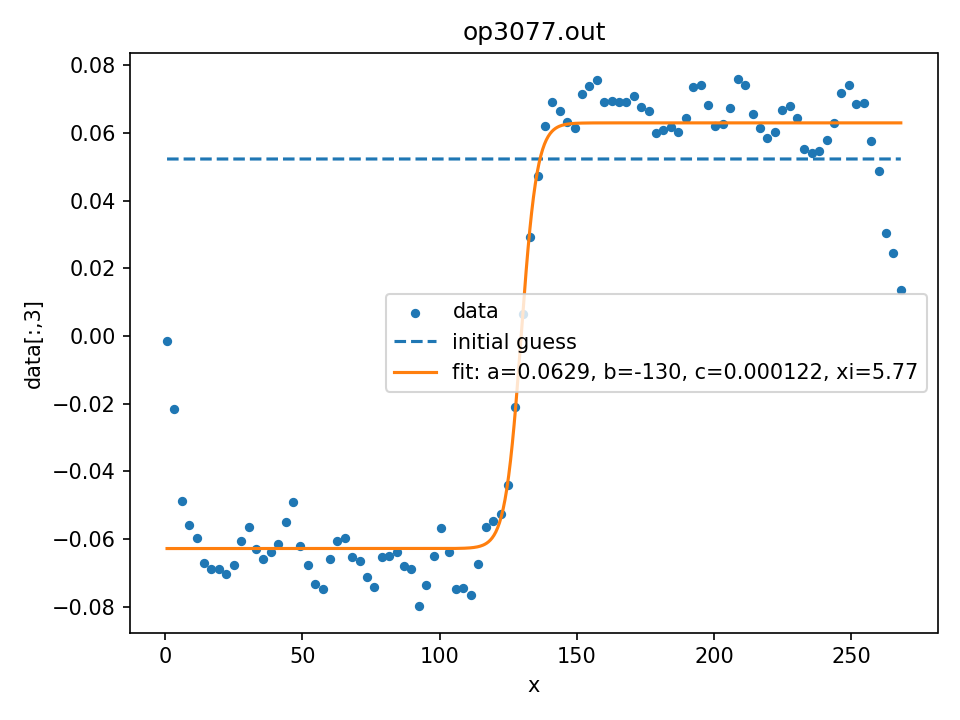 op3077.out
0.08
0.06
0.04
0.02
0.00
−0.02
−0.04
−0.06
−0.08
data[:,3]
data
initial guess
fit: a=0.0629, b=-130, c=0.000122, xi=5.77
0 50 100 150 200 250
x